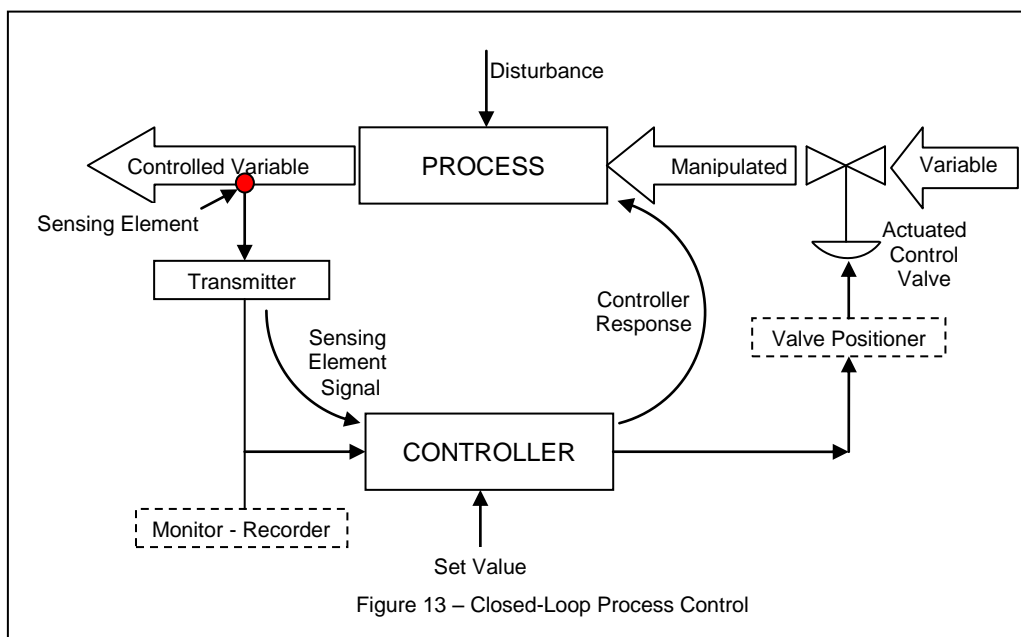 Disturbance
Controlled Variable
PROCESS
Manipulated
Variable
Sensing Element
Actuated
Control
Valve
Transmitter
Controller
Response
Sensing
Element
Signal
Valve Positioner
CONTROLLER
Monitor - Recorder
Set Value
Figure 13 – Closed-Loop Process Control